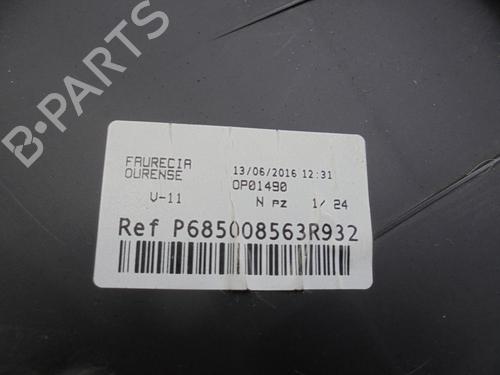 B-PARTS
FAURECIA 13/06/2016 12:31
OURENSE OP01490
V-11 N pz 1/ 24
Ref P685008563R932